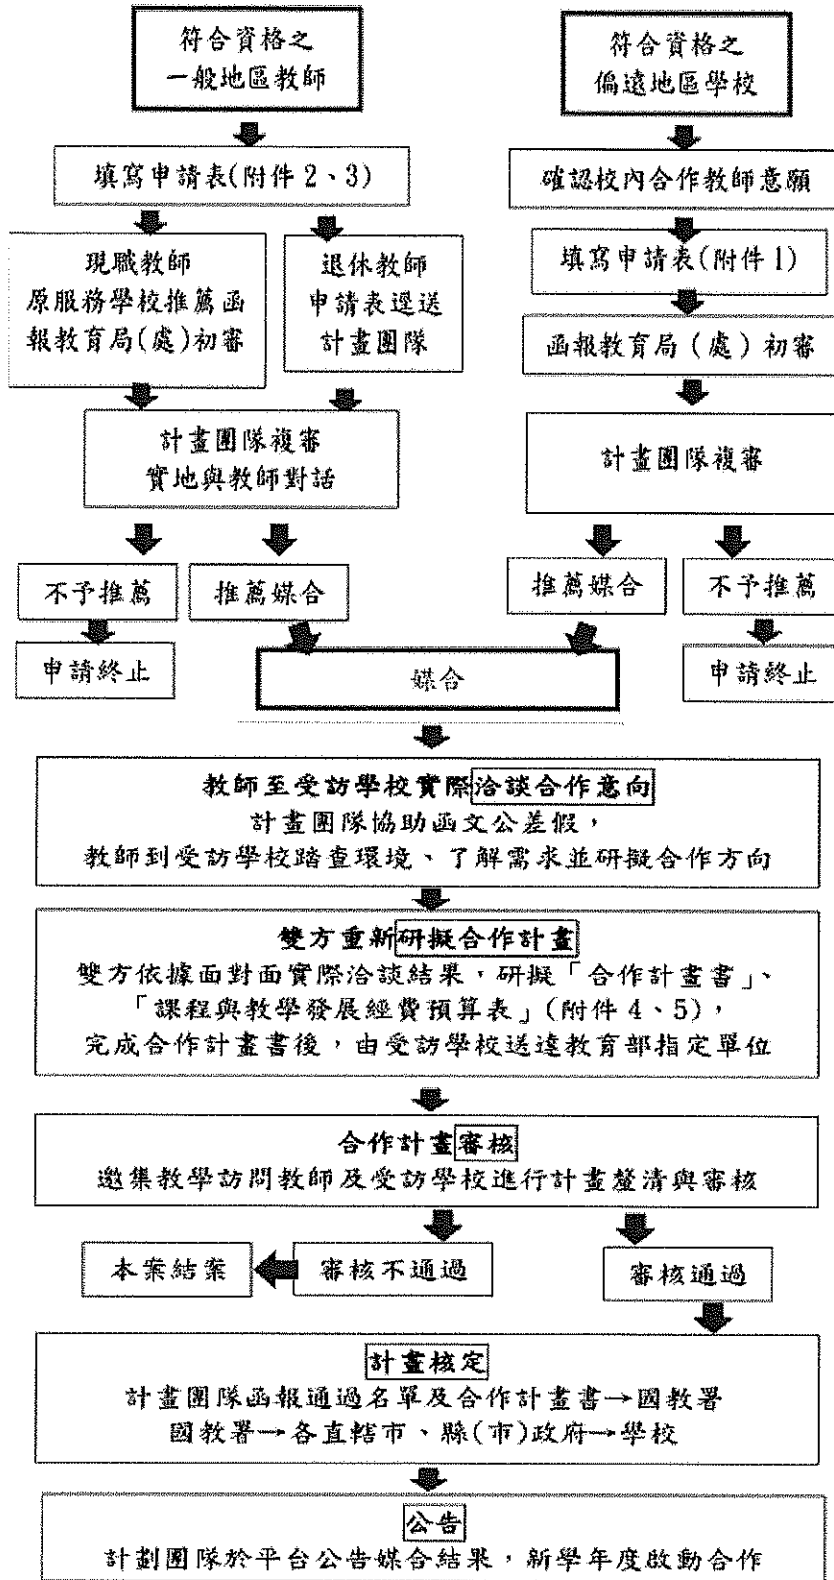 符合資格之
一般地區教師
符合資格之
偏遠地區學校
填寫申請表(附件2、3)
確認校內合作教師意願
現職教師
原服務學校推薦函
報教育局(處)初審
退休教師
申請表逕送
計畫團隊
填寫申請表(附件1)
函報教育局(處)初審
計畫團隊複審
實地與教師對話
計畫團隊複審
不予推薦
推薦媒合
推薦媒合
不予推薦
申請終止
媒合
申請終止
教師至受訪學校實際洽談合作意向
計畫團隊協助函文公差假，
教師到受訪學校踏查環境、了解需求並研擬合作方向
雙方重新研擬合作計畫
雙方依據面對面實際洽談結果，研擬「合作計畫書」、
「課程與教學發展經費預算表」(附件4、5)，
完成合作計畫書後，由受訪學校送達教育部指定單位
合作計畫審核
邀集教學訪問教師及受訪學校進行計畫釐清與審核
本案結案
審核不通過
審核通過
計畫核定
計畫團隊函報通過名單及合作計畫書→國教署
國教署→各直轄市、縣(市)政府→學校
公告
計劃團隊於平台公告媒合結果，新學年度啟動合作